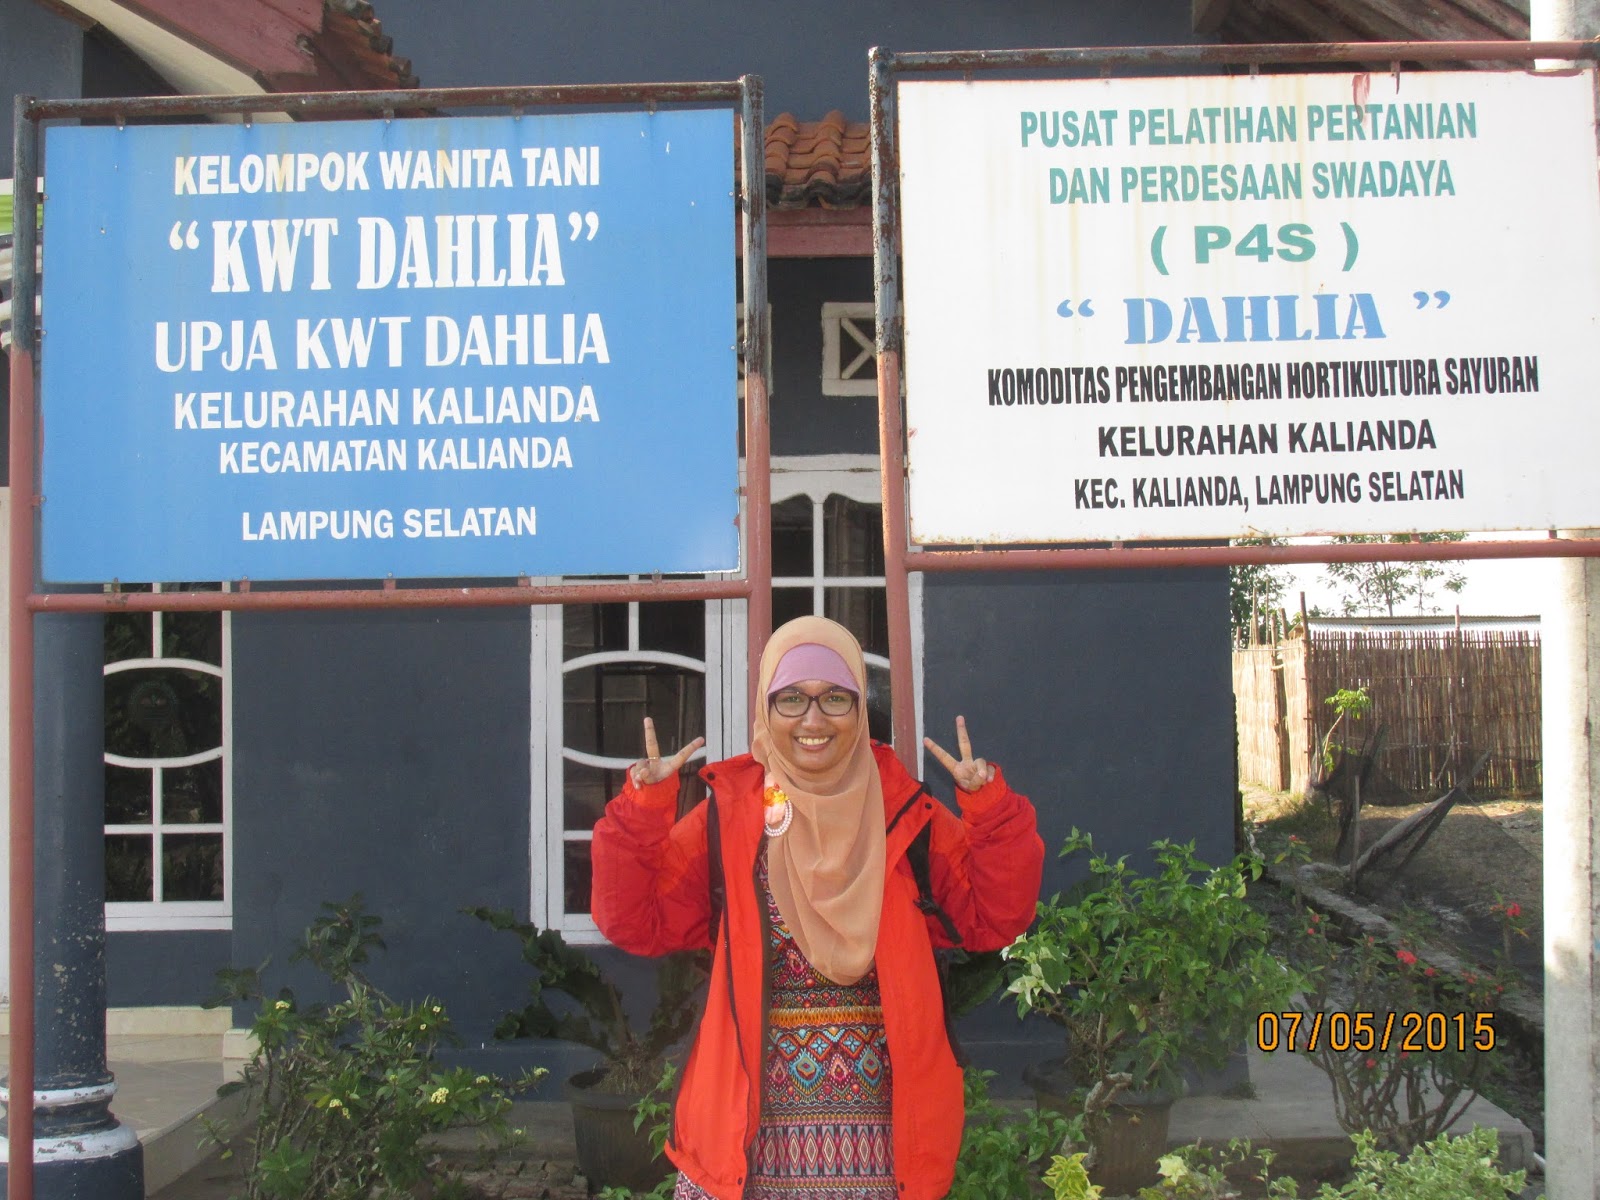 KELOMPOK WANITA TANI
“KWT DAHLIA”
UPJA KWT DAHLIA
KELURAHAN KALIANDA
KECAMATAN KALIANDA
LAMPUNG SELATAN
PUSAT PELATIHAN PERTANIAN
DAN PERDESAAN SWADAYA
( P4S )
“ DAHLIA ”
KOMODITAS PENGEMBANGAN HORTIKULTURA SAYURAN
KELURAHAN KALIANDA
KEC. KALIANDA, LAMPUNG SELATAN
07/05/2015